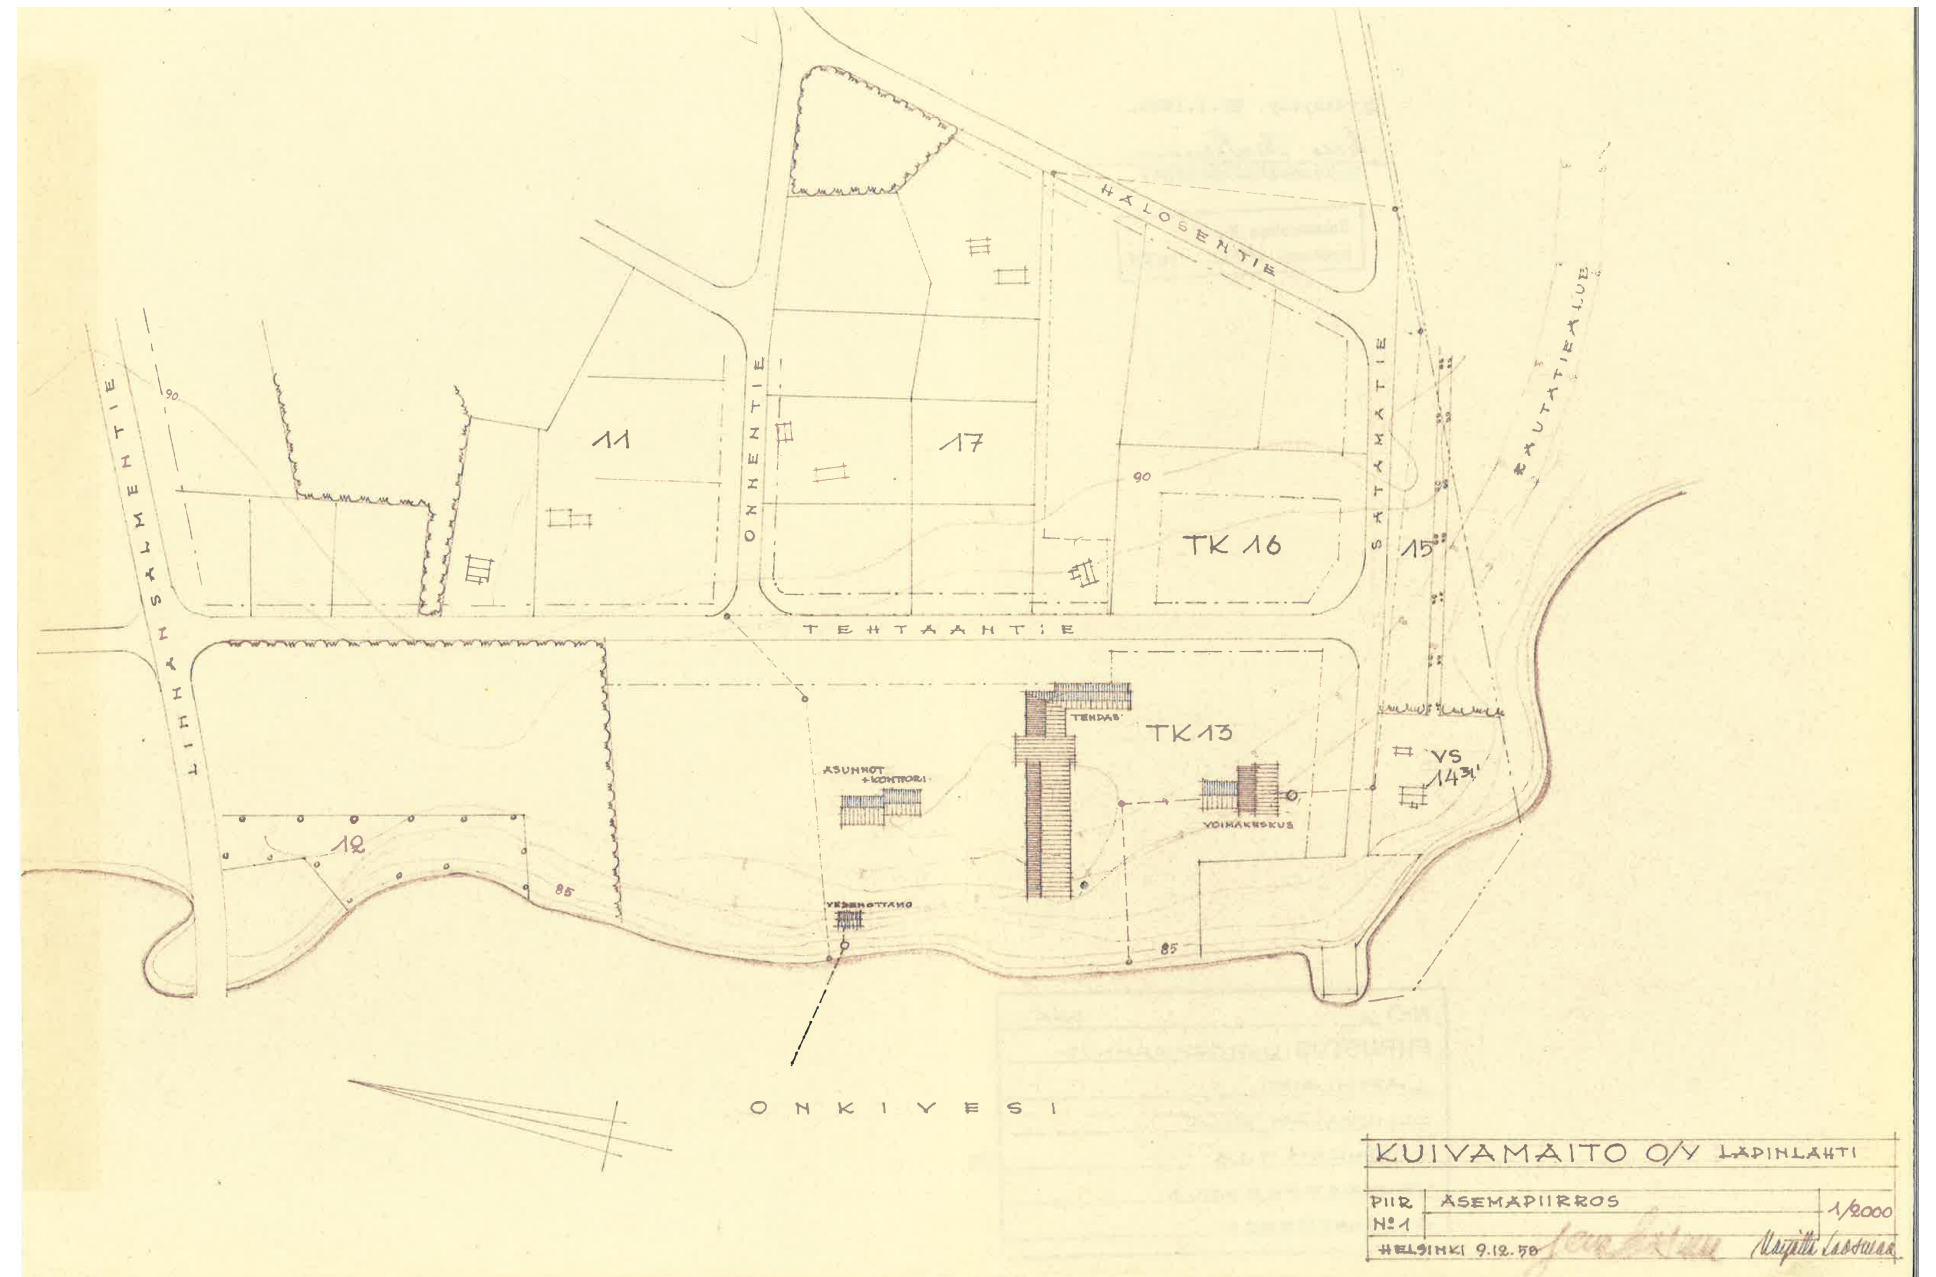 HALOSENTIE
RAUTATIEALUE
SATAMATIE
ONNENTIE
LINNANSALMENTIE
90
11
17
90
TK 16
15
TEHTAANTIE
TEHDAS
TK 13
VS
14
ASUNNOT
+KONTTORI
VOIMAKESKUS
12
85
VEDENOTTAMO
85
ONKIVESI
KUIVAMAITO O/Y LAPINLAHTI
PIIR
Nº 1
ASEMAPIIRROS
1/2000
HELSINKI 9.12.58